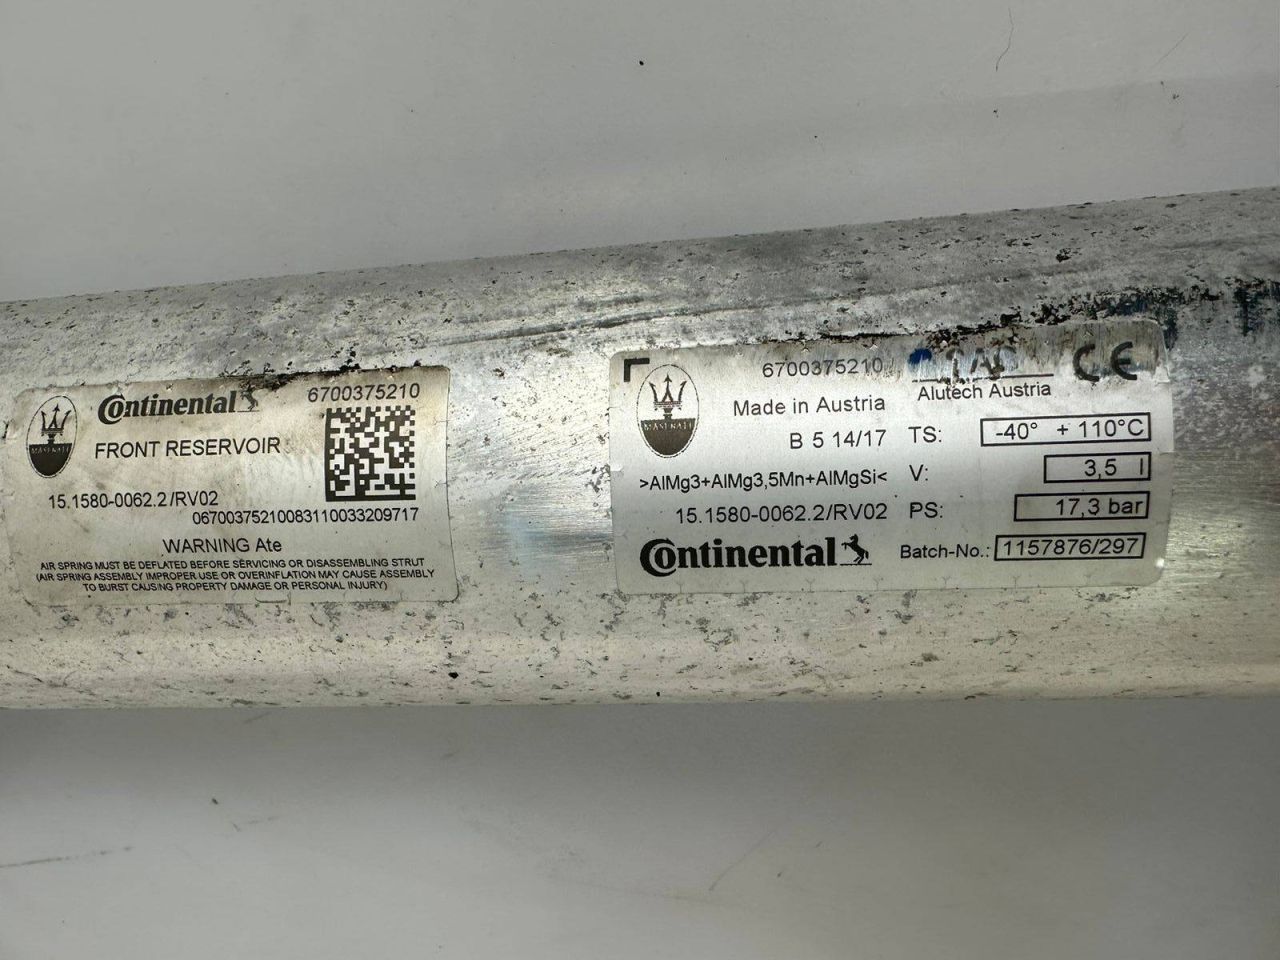 Continental
6700375210
MASERATI
FRONT RESERVOIR
15.1580-0062.2/RV02
06700375210083110033209717
WARNING Ate
AIR SPRING MUST BE DEFLATED BEFORE SERVICING OR DISASSEMBLING STRUT
(AIR SPRING ASSEMBLY IMPROPER USE OR OVERINFLATION MAY CAUSE ASSEMBLY
TO BURST CAUSING PROPERTY DAMAGE OR PERSONAL INJURY)
6700375210
CE
MASERATI
Made in Austria
Alutech Austria
B 5 14/17
TS: -40° + 110°C
>AlMg3+AlMg3,5Mn+AlMgSi<
V: 3,5 l
15.1580-0062.2/RV02
PS: 17,3 bar
Continental
Batch-No.: 1157876/297